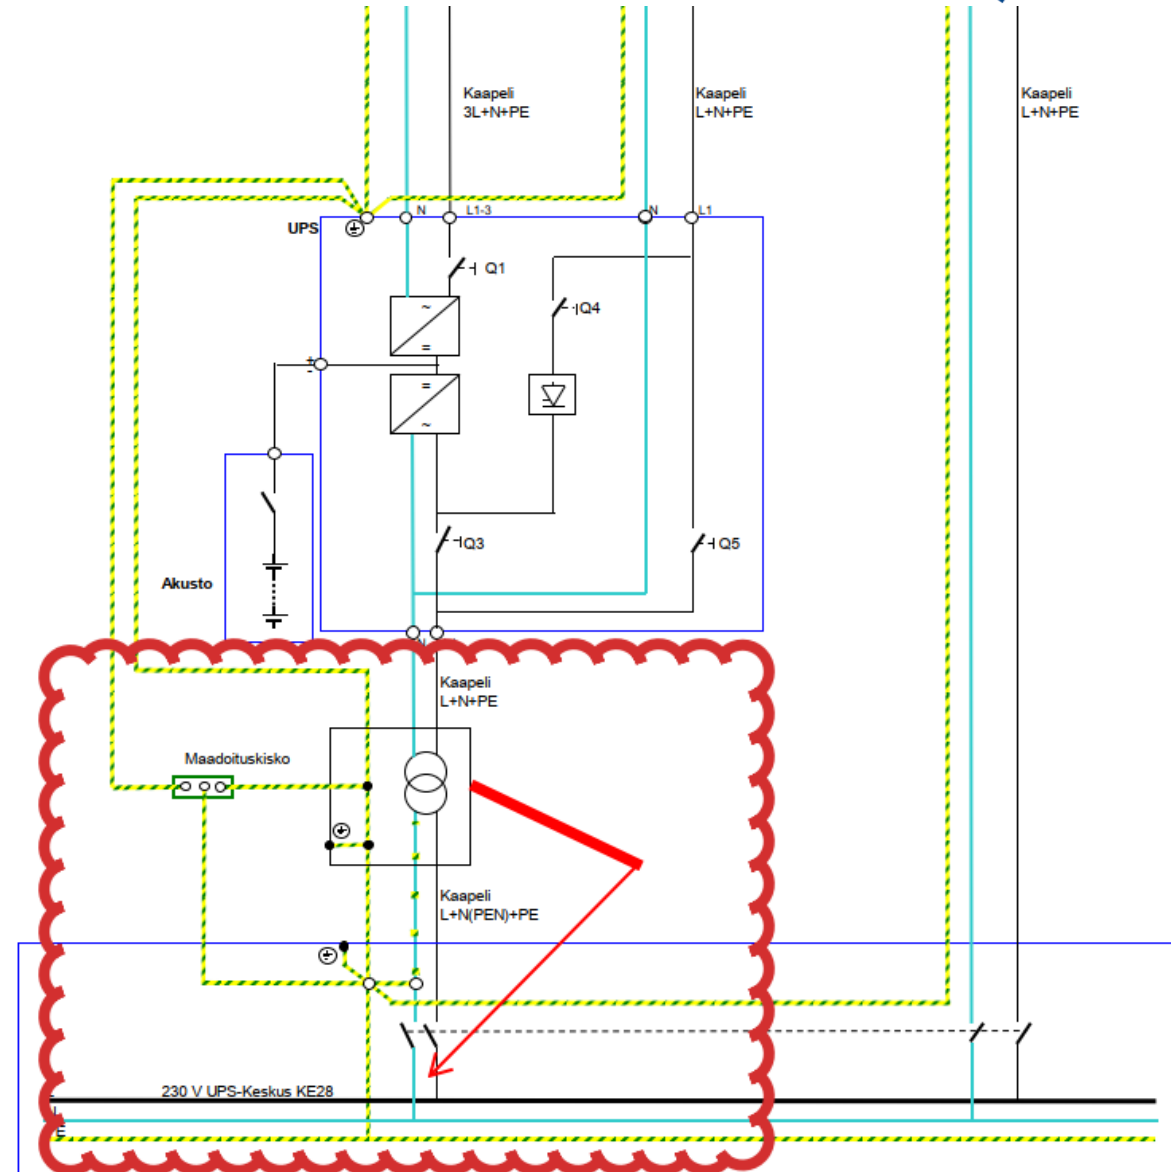 Kaapeli
3L+N+PE
Kaapeli
L+N+PE
Kaapeli
L+N+PE
N
L1-3
N
L1
UPS
Q1
Q4
~
=
+
-
=
~
Q3
Q5
Akusto
Kaapeli
L+N+PE
Maadoituskisko
Kaapeli
L+N(PEN)+PE
230 V UPS-Keskus KE28